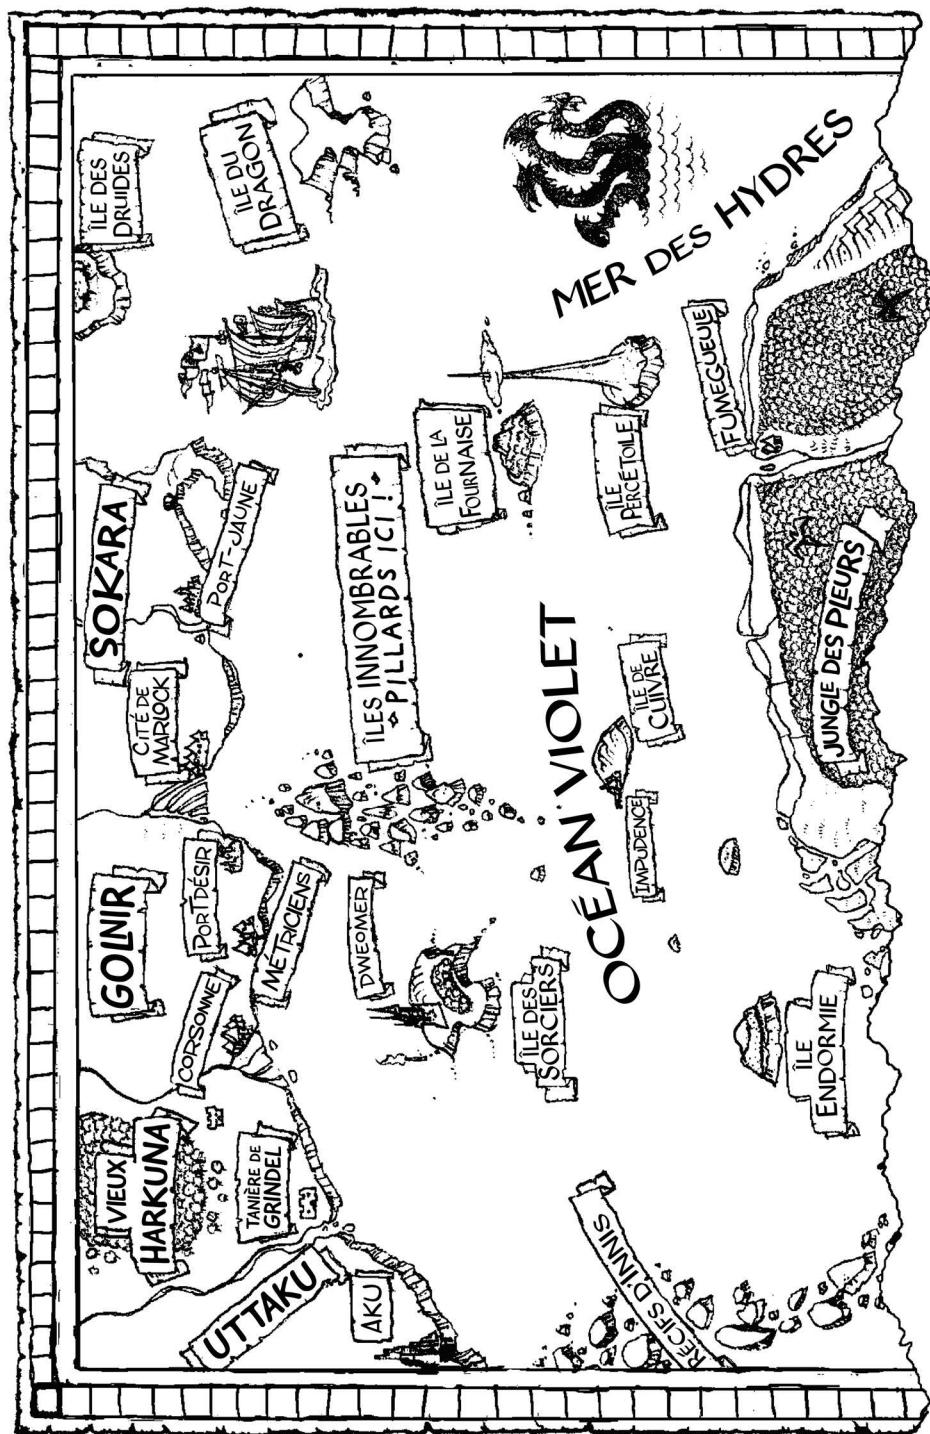 UTTAKU
AKU
VIEUX
HARKUNA
TANIÈRE DE
GRINDEL
CORSONNE
GOLNIR
PORTDÉSIR
MÉTRICIENS
CITÉ DE
MARLOCK
SOKARA
PORT-JAUNE
ÎLE DES
DRUIDES
ÎLE DU
DRAGON
DWEOMER
ÎLES INNOMBRABLES
PILLARDS ICI !
ÎLE DE LA
FOURNAISE
ÎLE DES
SORCIERS
OCÉAN VIOLET
MER DES HYDRES
ÎLE
PERCÉTOILE
IMPUDENCE
ÎLE DE
CUIVRE
RÉCIFS D'INNIS
FUMEGUEULE
ÎLE
ENDORMIE
JUNGLE DES PLEURS